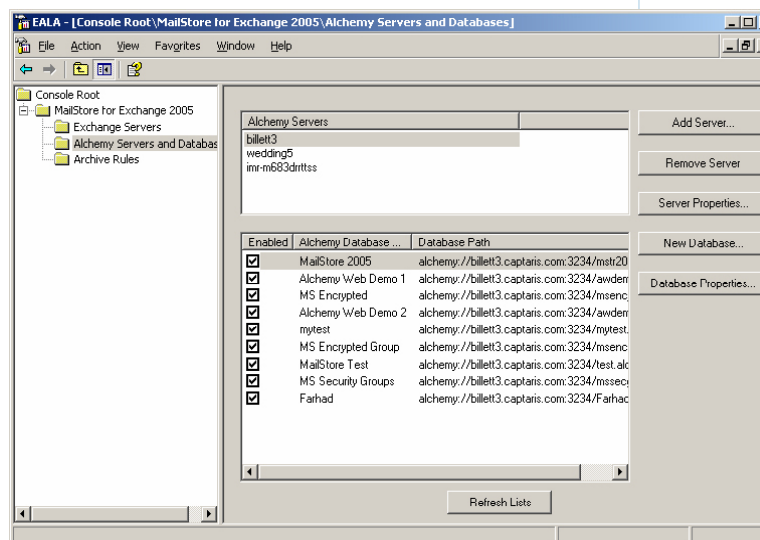 EALA - [Console Root\MailStore for Exchange 2005\Alchemy Servers and Databases]
File Action View Favorites Window Help
Console Root
MailStore for Exchange 2005
Exchange Servers
Alchemy Servers and Databas
Archive Rules
Alchemy Servers
billett3
wedding5
imr-m683drrttss
Add Server...
Remove Server
Server Properties...
New Database...
Database Properties...
Enabled Alchemy Database ... Database Path
MailStore 2005 alchemy://billett3.captaris.com:3234/mstr20
Alchemy Web Demo 1 alchemy://billett3.captaris.com:3234/awdem
MS Encrypted alchemy://billett3.captaris.com:3234/msenc
Alchemy Web Demo 2 alchemy://billett3.captaris.com:3234/awdem
mytest alchemy://billett3.captaris.com:3234/mytest.
MS Encrypted Group alchemy://billett3.captaris.com:3234/msenc
MailStore Test alchemy://billett3.captaris.com:3234/test.alc
MS Security Groups alchemy://billett3.captaris.com:3234/mssec
Farhad alchemy://billett3.captaris.com:3234/Farhac
Refresh Lists